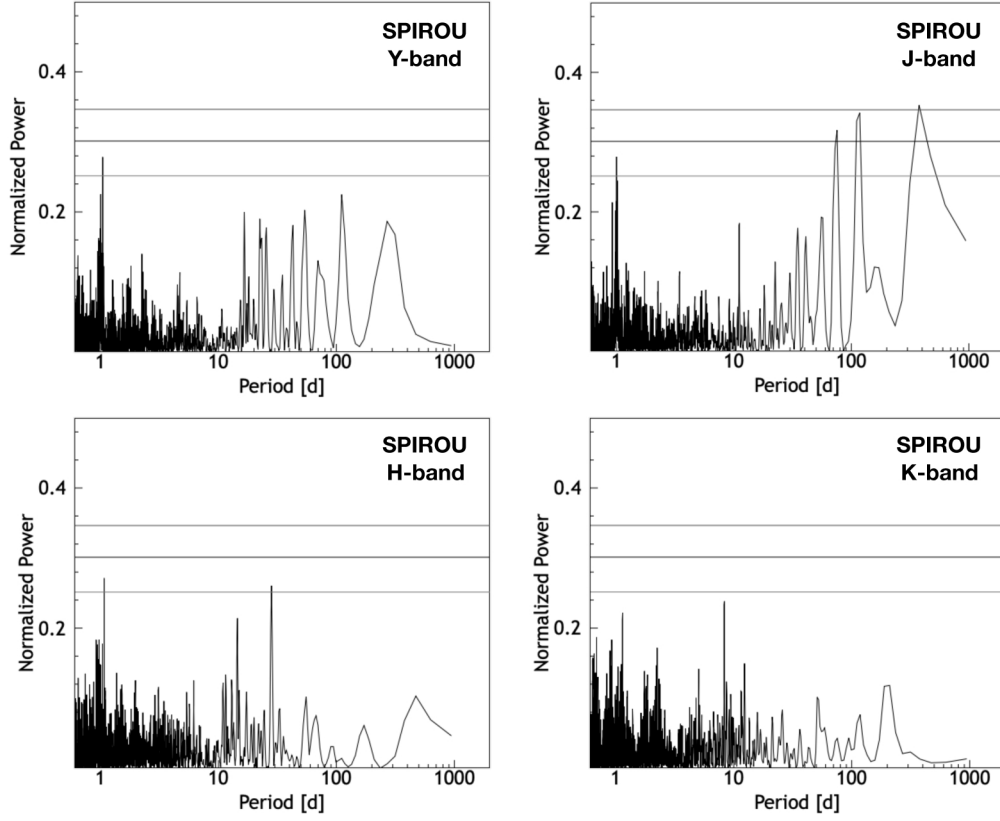 SPIROU
Y-band
Normalized Power
0.4
0.2
1
10
100
1000
Period [d]
SPIROU
J-band
Normalized Power
0.4
0.2
1
10
100
1000
Period [d]
SPIROU
H-band
Normalized Power
0.4
0.2
1
10
100
1000
Period [d]
SPIROU
K-band
Normalized Power
0.4
0.2
1
10
100
1000
Period [d]